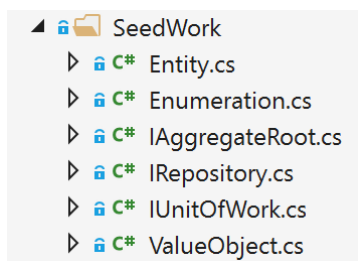 SeedWork
C# Entity.cs
C# Enumeration.cs
C# IAggregateRoot.cs
C# IRepository.cs
C# IUnitOfWork.cs
C# ValueObject.cs